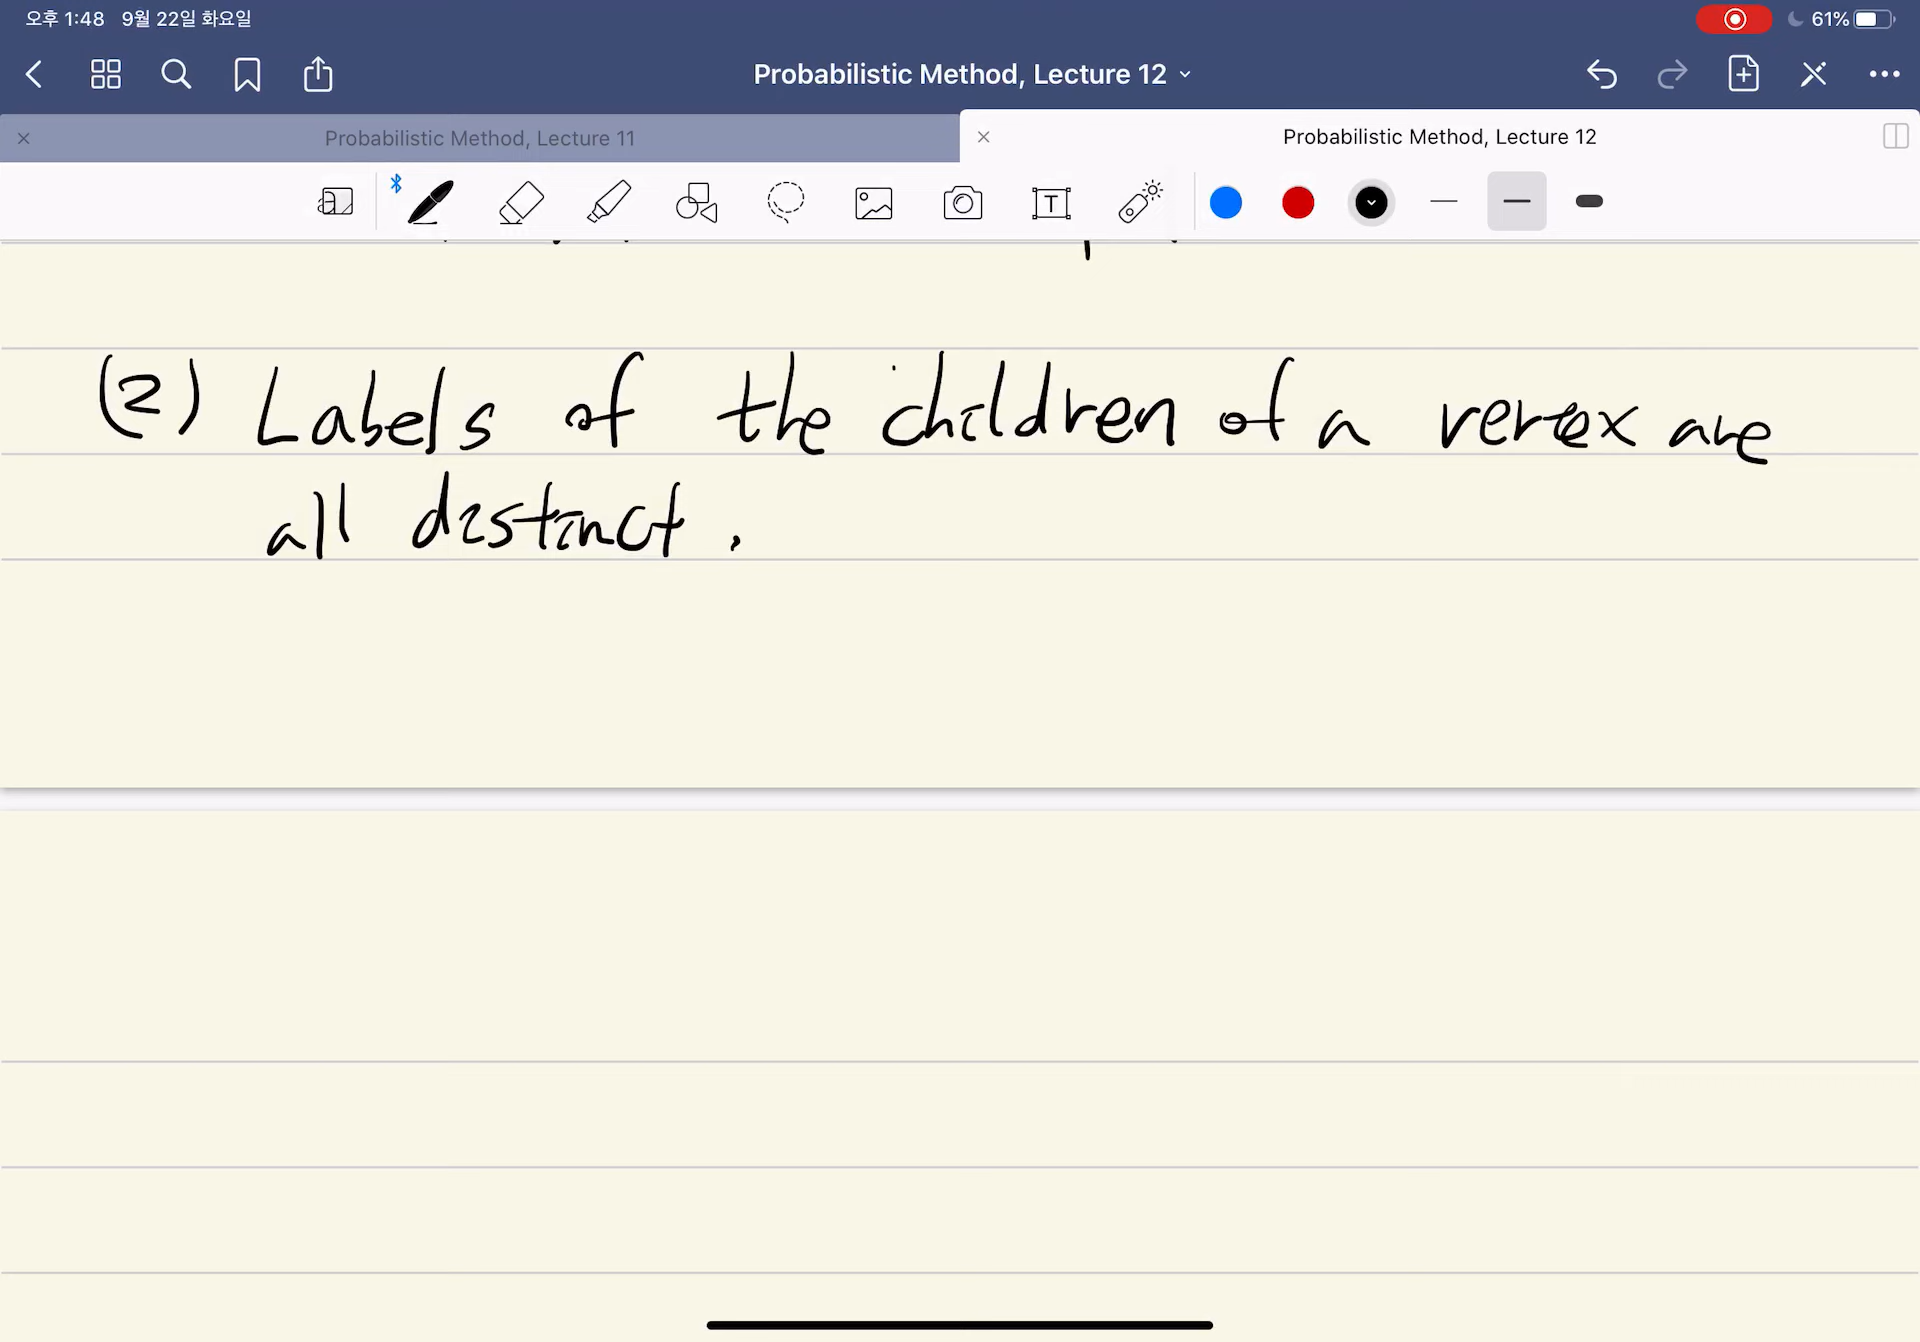 오후 1:48 9월 22일 화요일
61%
Probabilistic Method, Lecture 12
Probabilistic Method, Lecture 11
Probabilistic Method, Lecture 12
(2) Labels of the children of a vertex are
all distinct.